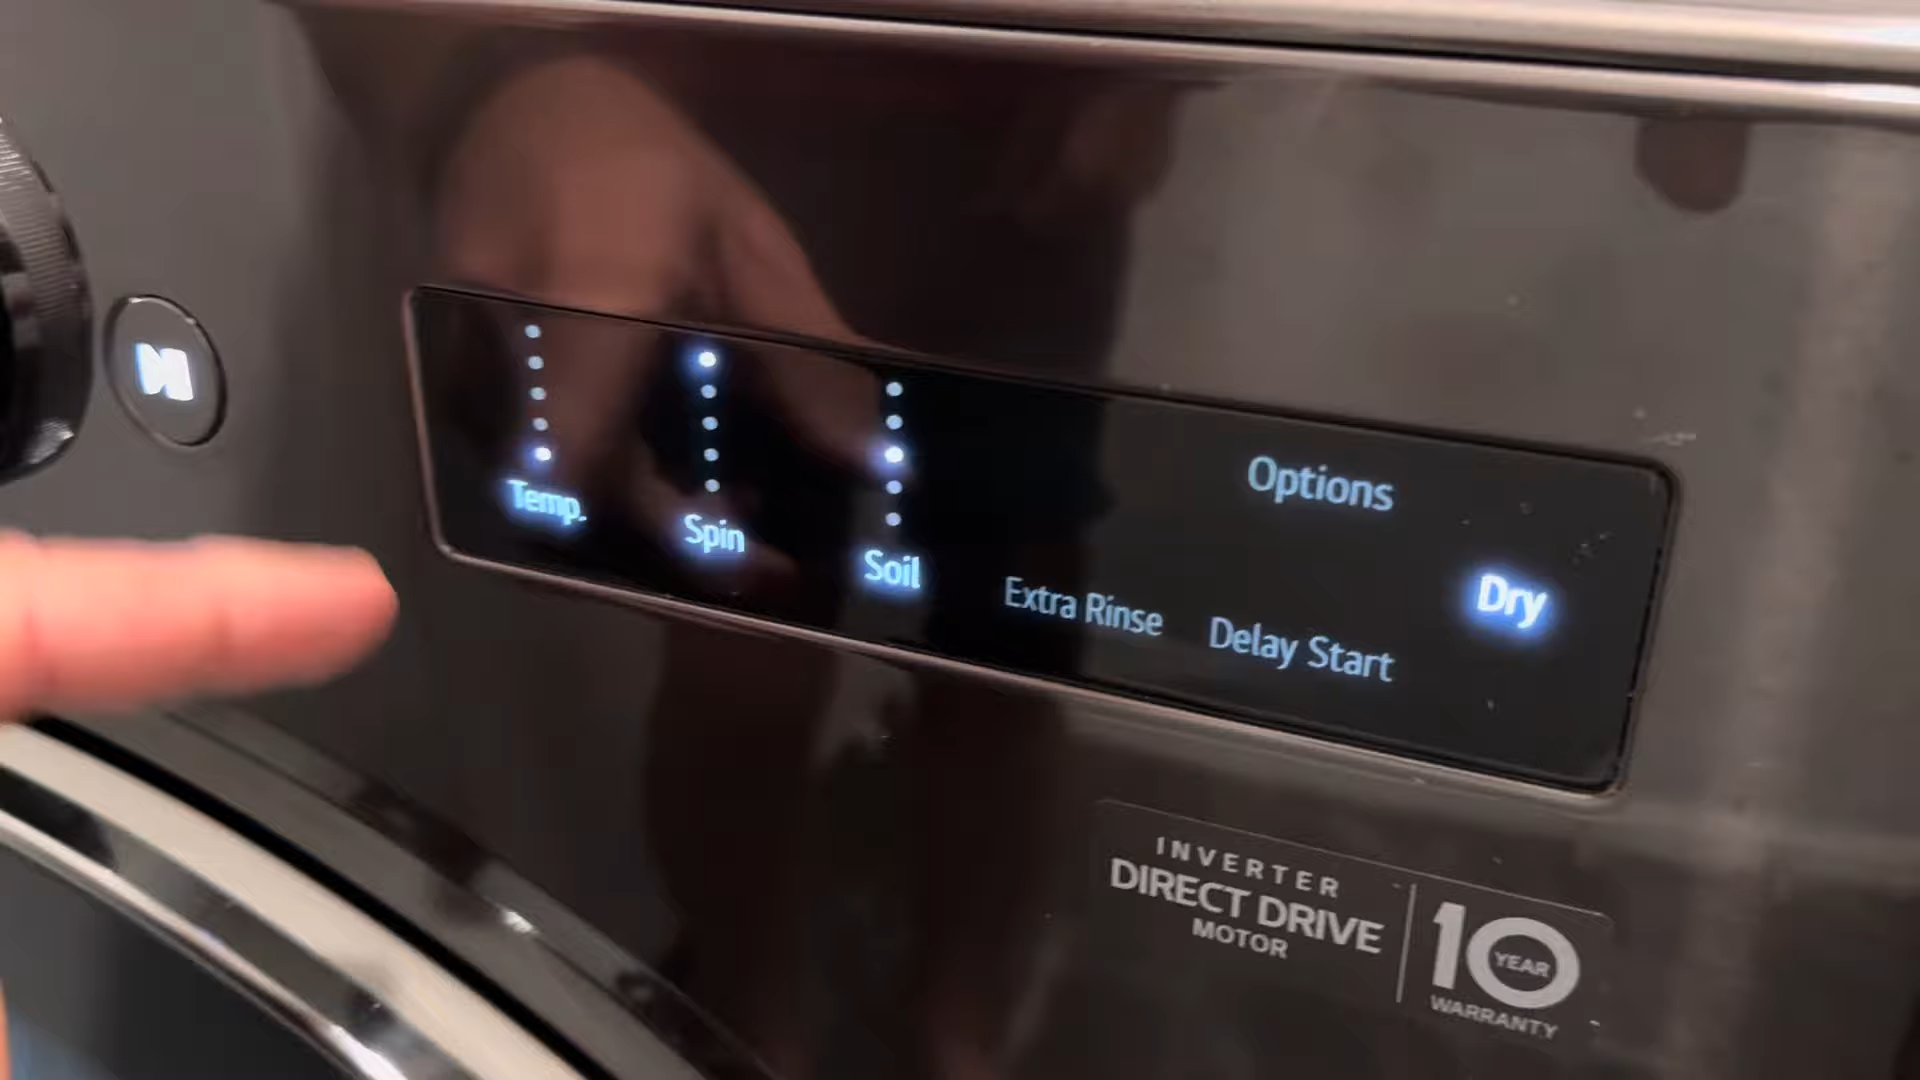 Temp.
Spin
Soil
Extra Rinse
Options
Delay Start
Dry
INVERTER
DIRECT DRIVE
MOTOR
10
YEAR
WARRANTY